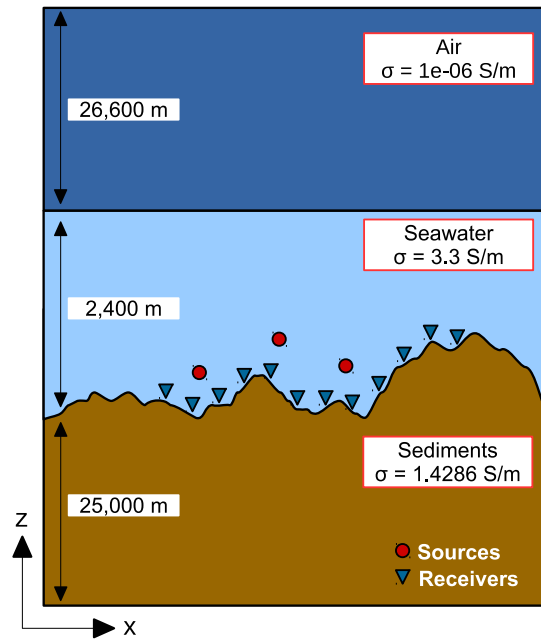 Air
σ = 1e-06 S/m
26,600 m
Seawater
σ = 3.3 S/m
2,400 m
Sediments
σ = 1.4286 S/m
25,000 m
Z
Sources
Receivers
X